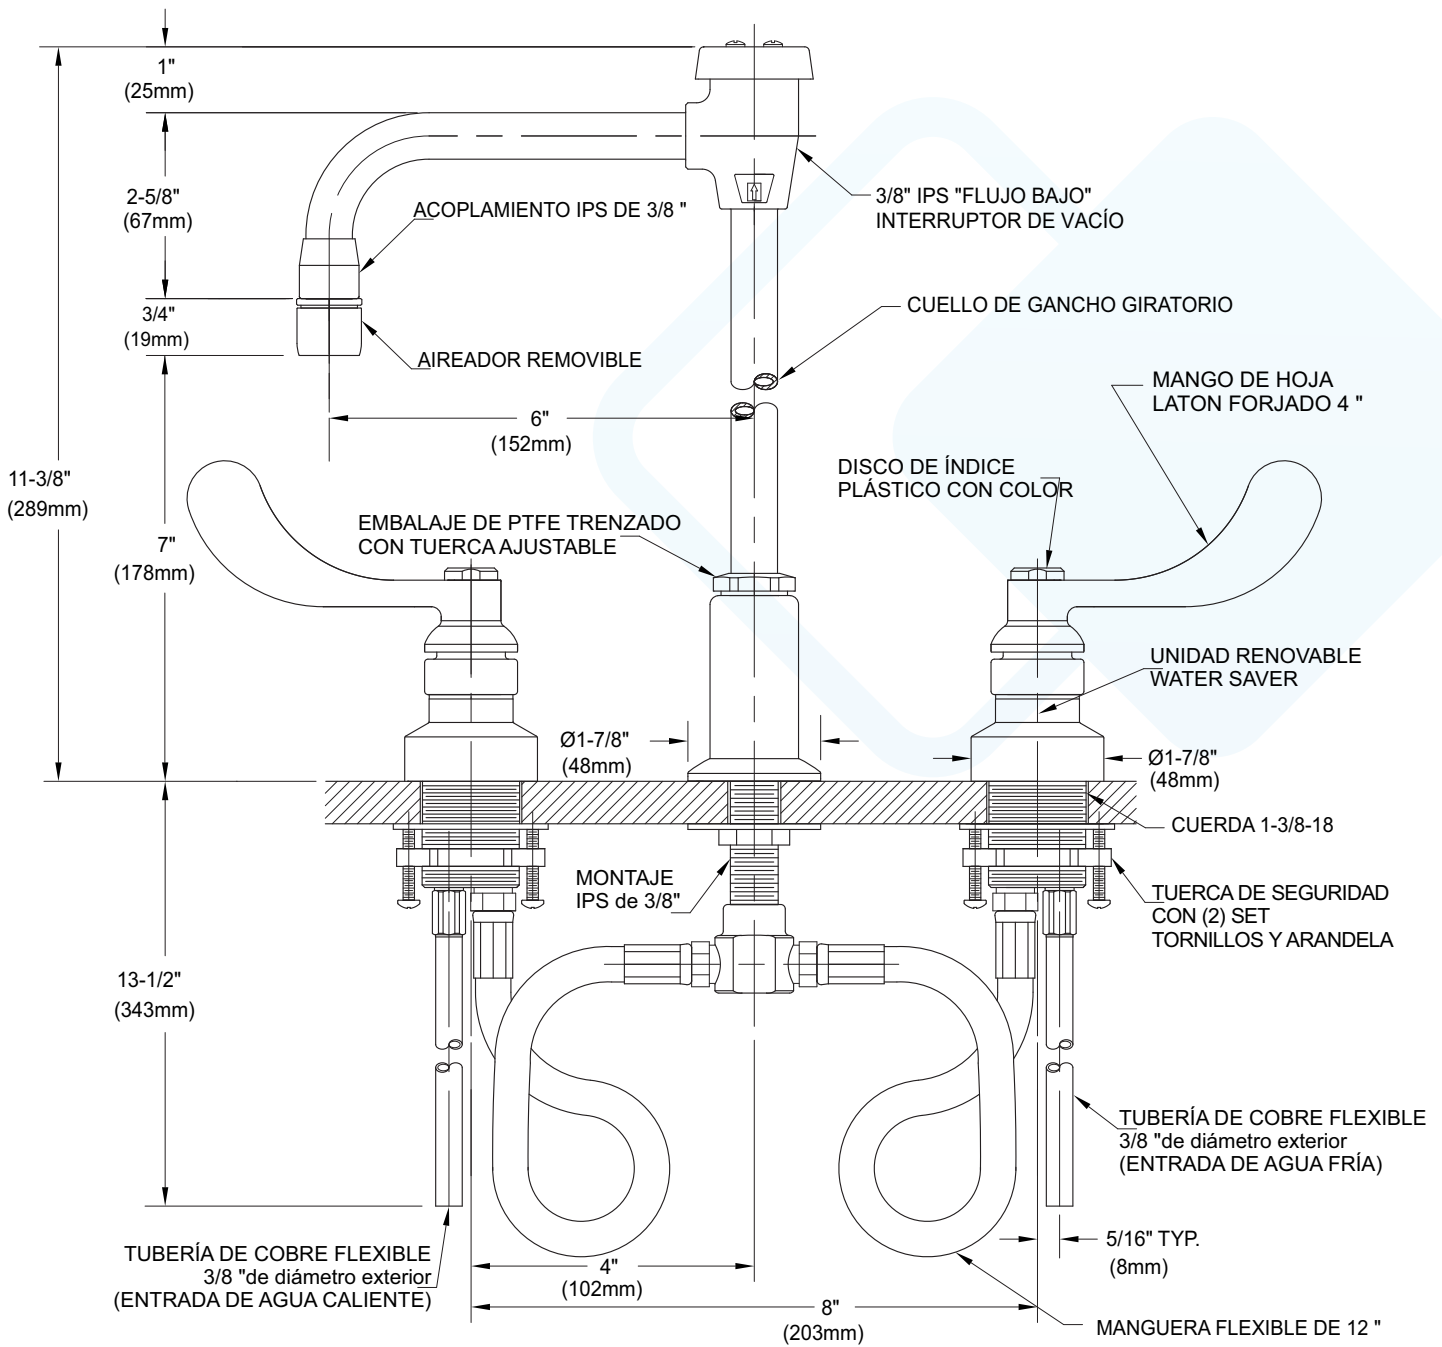 1"
(25mm)
2-5/8"
(67mm)
ACOPLAMIENTO IPS DE 3/8 "
3/8" IPS "FLUJO BAJO"
INTERRUPTOR DE VACÍO
3/4"
(19mm)
CUELLO DE GANCHO GIRATORIO
AIREADOR REMOVIBLE
MANGO DE HOJA
LATON FORJADO 4 "
6"
(152mm)
11-3/8"
(289mm)
DISCO DE ÍNDICE
PLÁSTICO CON COLOR
EMBALAJE DE PTFE TRENZADO
CON TUERCA AJUSTABLE
7"
(178mm)
UNIDAD RENOVABLE
WATER SAVER
Ø1-7/8"
(48mm)
Ø1-7/8"
(48mm)
CUERDA 1-3/8-18
MONTAJE
IPS de 3/8"
TUERCA DE SEGURIDAD
CON (2) SET
TORNILLOS Y ARANDELA
13-1/2"
(343mm)
TUBERÍA DE COBRE FLEXIBLE
3/8 "de diámetro exterior
(ENTRADA DE AGUA FRÍA)
TUBERÍA DE COBRE FLEXIBLE
3/8 "de diámetro exterior
(ENTRADA DE AGUA CALIENTE)
5/16" TYP.
(8mm)
4"
(102mm)
8"
(203mm)
MANGUERA FLEXIBLE DE 12 "